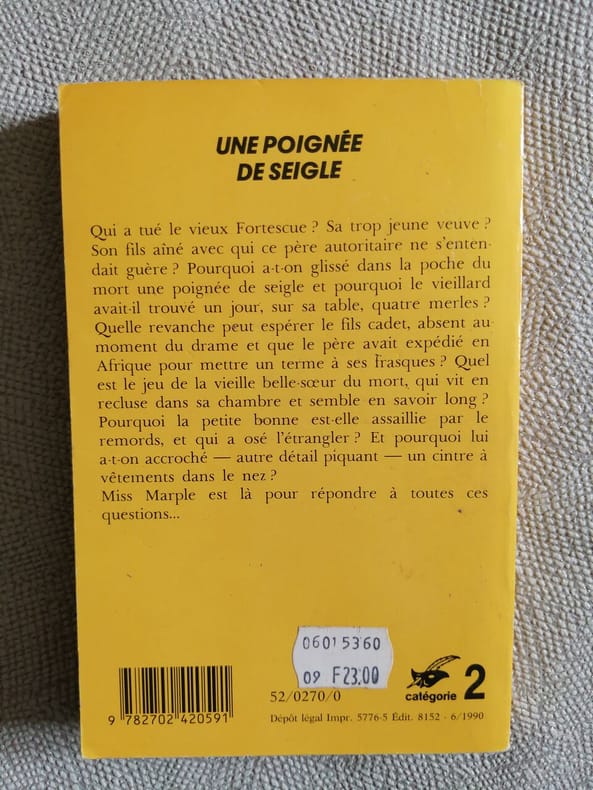 UNE POIGNÉE
DE SEIGLE
Qui a tué le vieux Fortescue ? Sa trop jeune veuve ?
Son fils aîné avec qui ce père autoritaire ne s'enten-
dait guère ? Pourquoi a-t-on glissé dans la poche du
mort une poignée de seigle et pourquoi le vieillard
avait-il trouvé un jour, sur sa table, quatre merles ?
Quelle revanche peut espérer le fils cadet, absent au
moment du drame et que le père avait expédié en
Afrique pour mettre un terme à ses frasques ? Quel
est le jeu de la vieille belle-sœur du mort, qui vit en
recluse dans sa chambre et semble en savoir long ?
Pourquoi la petite bonne est-elle assaillie par le
remords, et qui a osé l'étrangler ? Et pourquoi lui
a-t-on accroché — autre détail piquant — un cintre à
vêtements dans le nez ?
Miss Marple est là pour répondre à toutes ces
questions...
06015360
09 F23.00
52/0270/0
catégorie 2
9 782702 420591
Dépôt légal Impr. 5776-5 Édit. 8152 - 6/1990